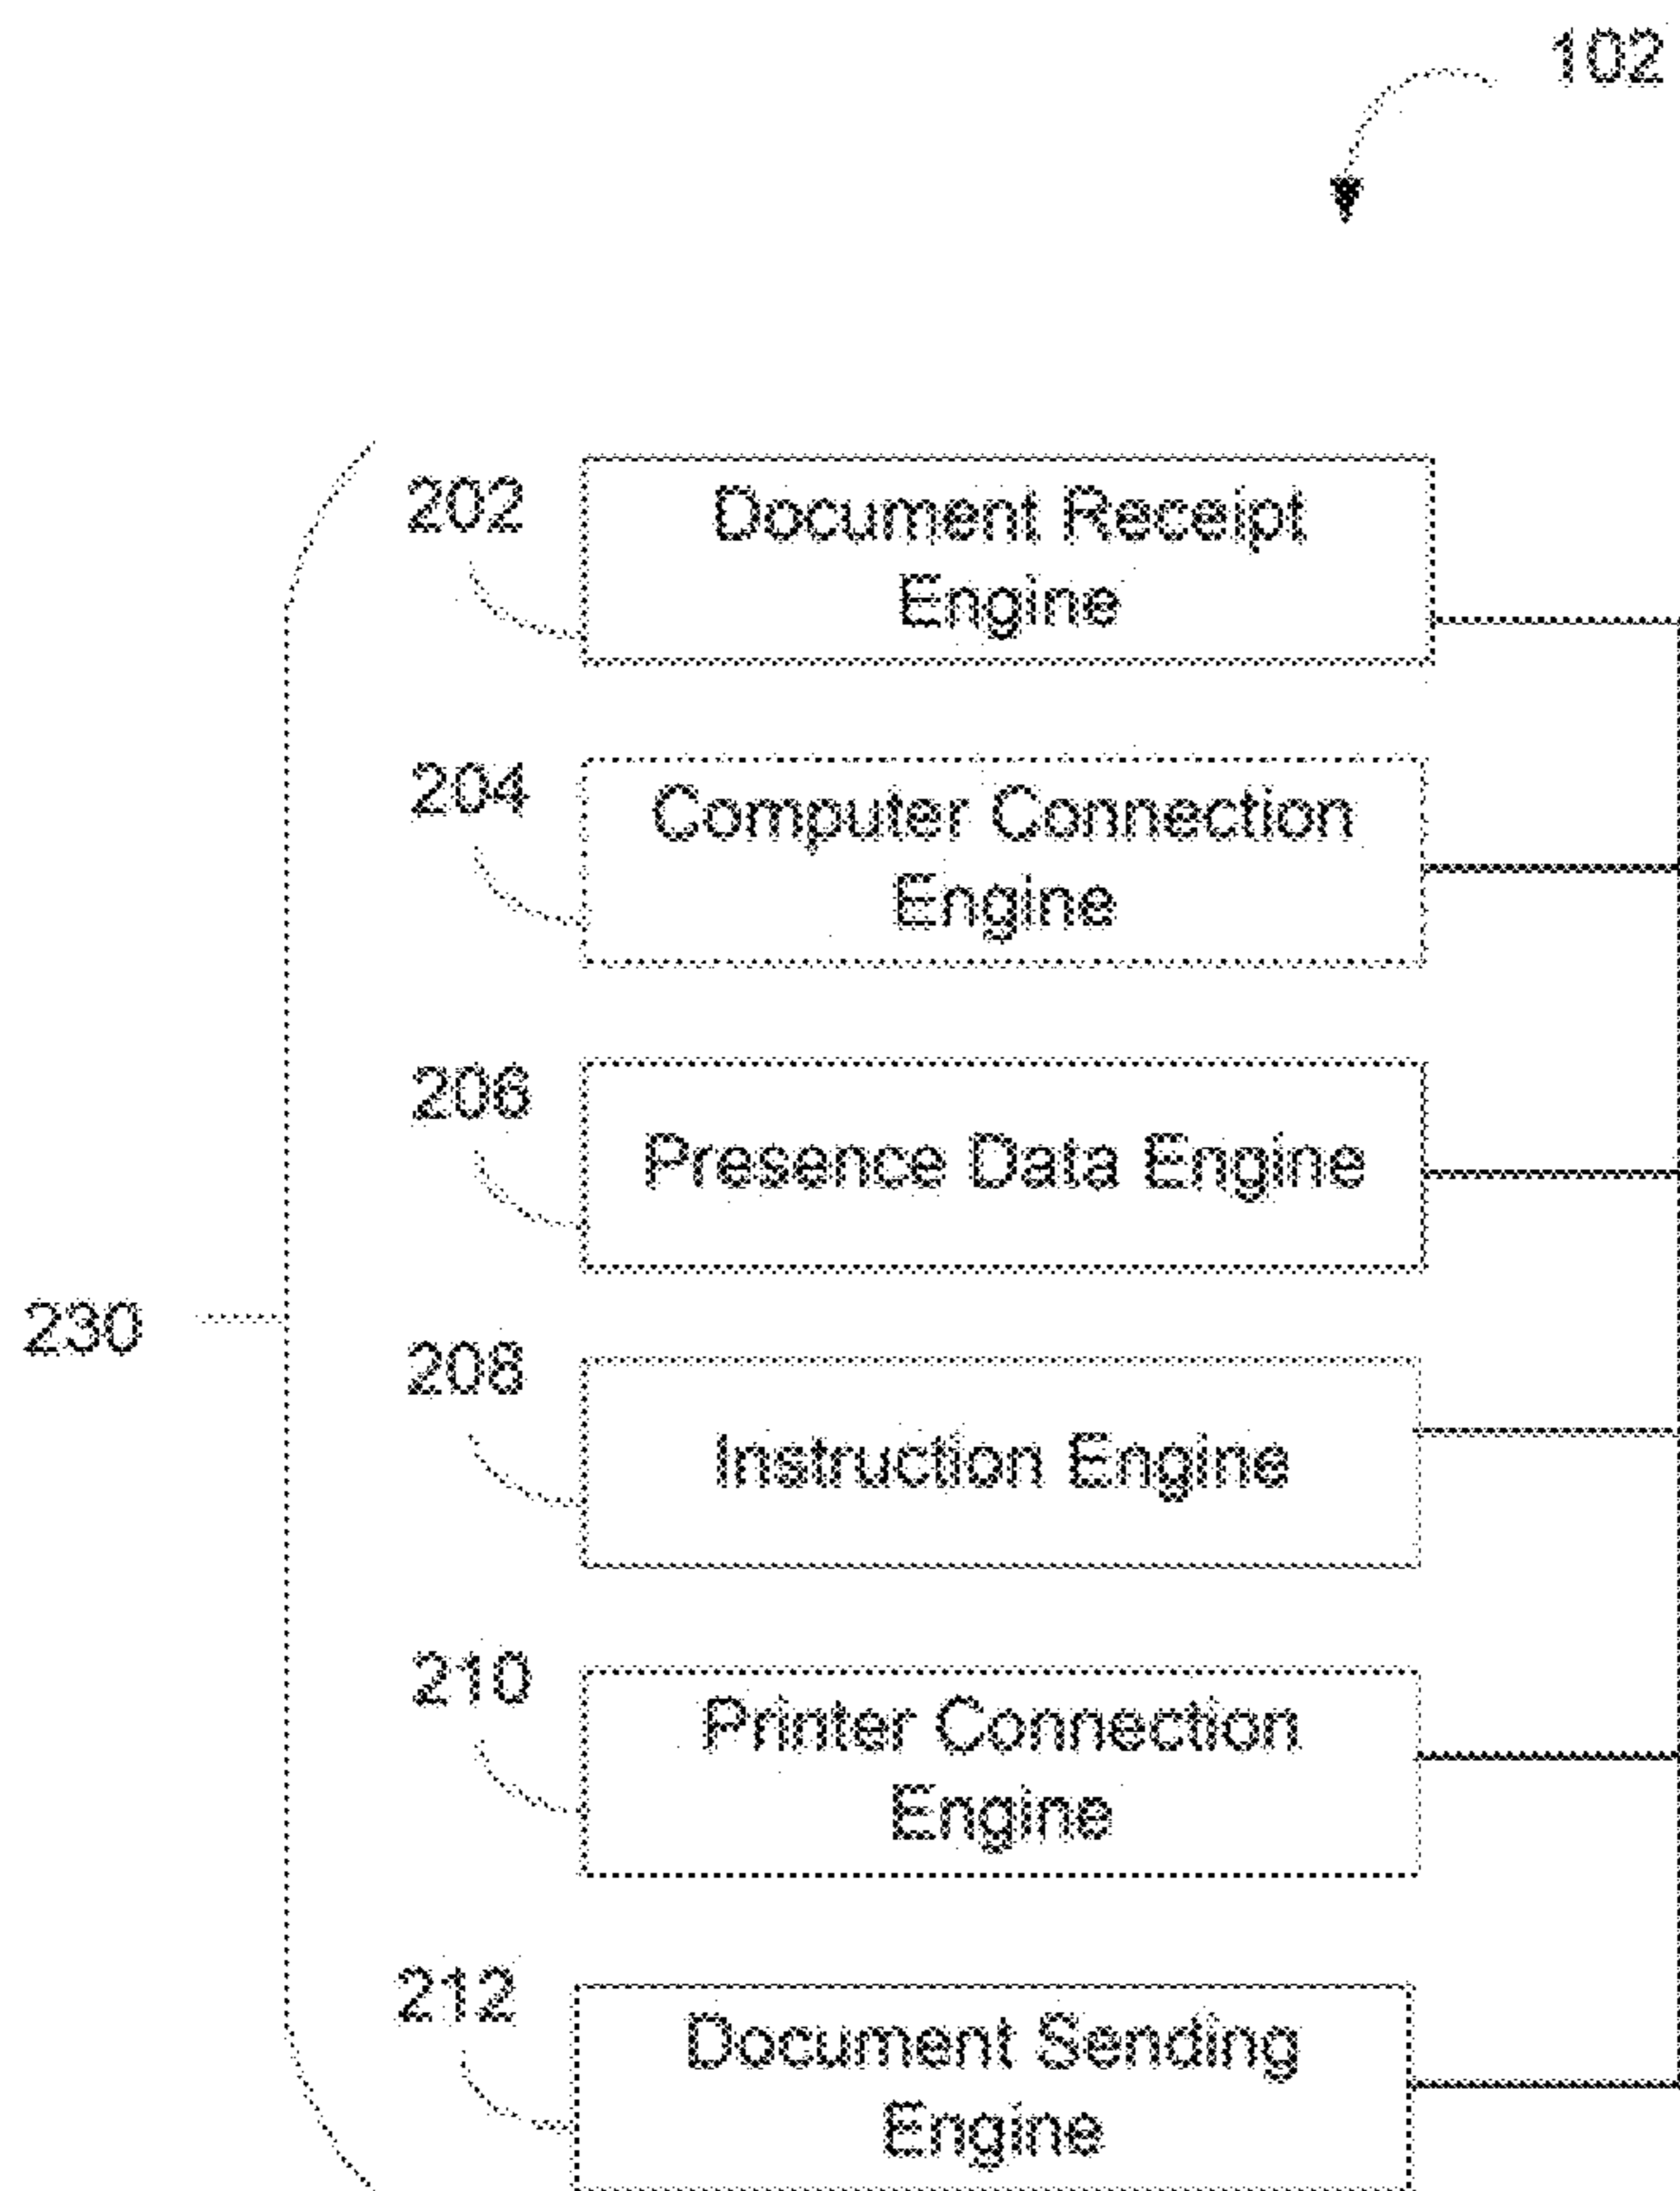 102
202
Document Receipt
Engine
204
Computer Connection
Engine
206
Presence Data Engine
230
208
Instruction Engine
210
Printer Connection
Engine
212
Document Sending
Engine